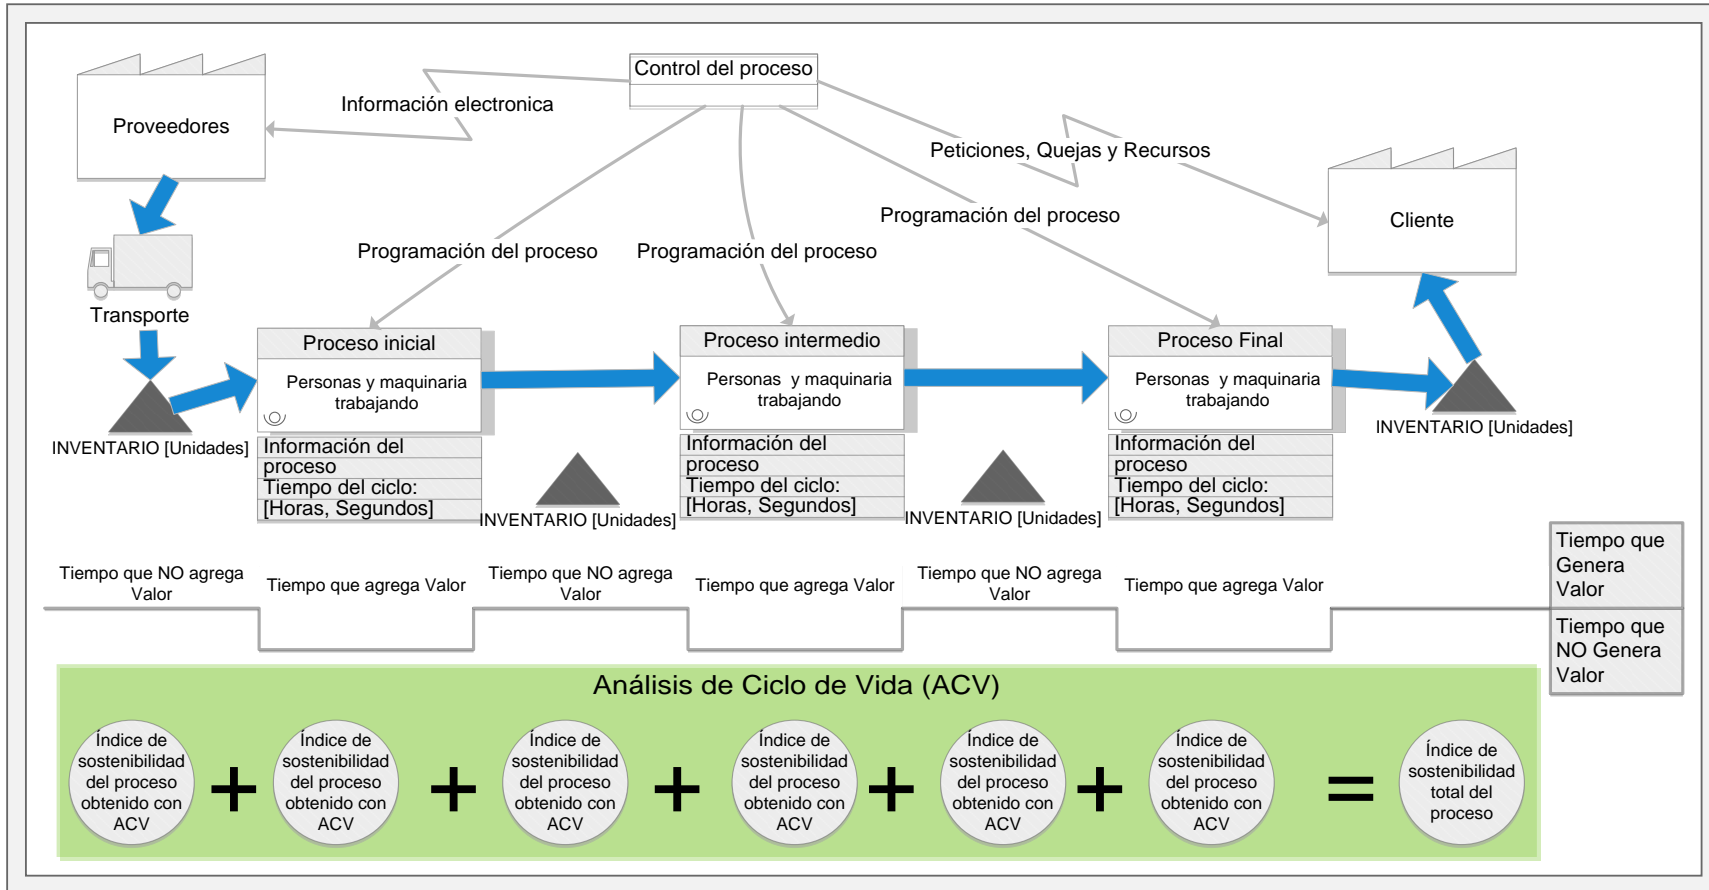 Control del proceso
Información electronica
Proveedores
Peticiones, Quejas y Recursos
Cliente
Programación del proceso
Programación del proceso
Programación del proceso
Transporte
Proceso inicial
Personas y maquinaria
trabajando
Proceso intermedio
Personas y maquinaria
trabajando
Proceso Final
Personas y maquinaria
trabajando
INVENTARIO [Unidades]
Información del
proceso
Tiempo del ciclo:
[Horas, Segundos]
INVENTARIO [Unidades]
Información del
proceso
Tiempo del ciclo:
[Horas, Segundos]
INVENTARIO [Unidades]
Información del
proceso
Tiempo del ciclo:
[Horas, Segundos]
INVENTARIO [Unidades]
Tiempo que NO agrega
Valor
Tiempo que agrega Valor
Tiempo que NO agrega
Valor
Tiempo que agrega Valor
Tiempo que NO agrega
Valor
Tiempo que agrega Valor
Tiempo que
Genera
Valor
Tiempo que
NO Genera
Valor
Análisis de Ciclo de Vida (ACV)
Índice de
sostenibilidad
del proceso
obtenido con
ACV
+
Índice de
sostenibilidad
del proceso
obtenido con
ACV
+
Índice de
sostenibilidad
del proceso
obtenido con
ACV
+
Índice de
sostenibilidad
del proceso
obtenido con
ACV
+
Índice de
sostenibilidad
del proceso
obtenido con
ACV
+
Índice de
sostenibilidad
del proceso
obtenido con
ACV
=
Índice de
sostenibilidad
total del
proceso